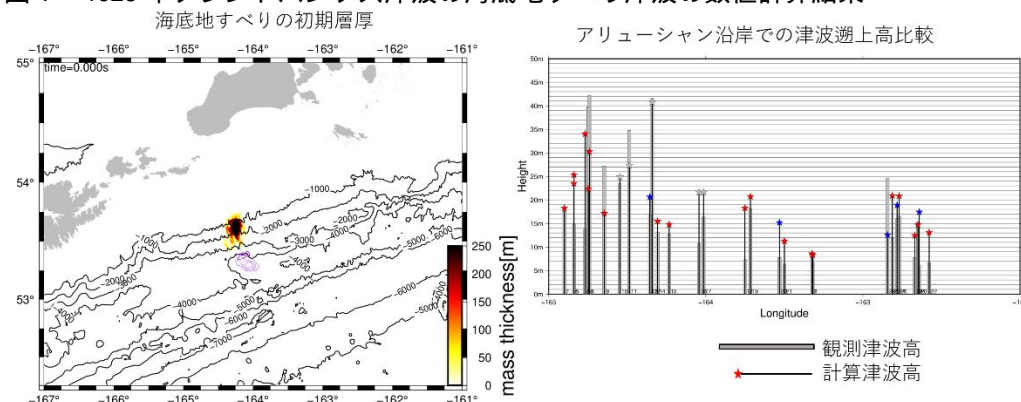 海底地すべりの初期層厚
アリューシャン沿岸での津波遡上高比較
−167° −166° −165° −164° −163° −162° −161°
55°
54°
53°
time=0.000s
−1000
−2000
−3000
−4000
−5000
−6000
−7000
mass thickness[m]
250
200
150
100
50
0
−167° −166° −165° −164° −163° −162° −161°
50m
45m
40m
35m
30m
25m
20m
15m
10m
5m
0m
Height
−165 −164 −163
Longitude
観測津波高
計算津波高